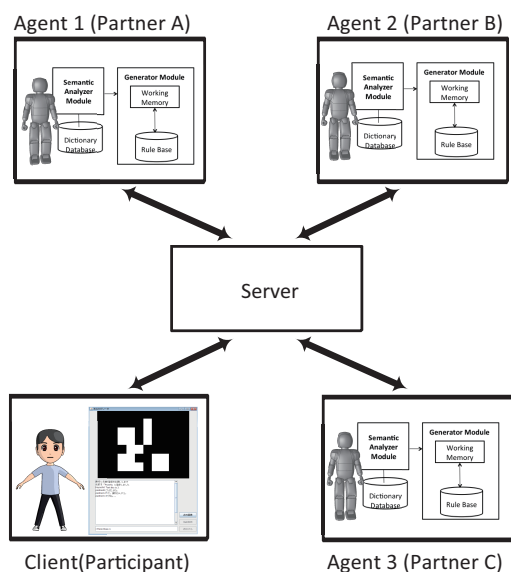 Agent 1 (Partner A)
Semantic
Analyzer
Module
Dictionary
Database
Generator Module
Working
Memory
Rule Base
Agent 2 (Partner B)
Semantic
Analyzer
Module
Dictionary
Database
Generator Module
Working
Memory
Rule Base
Server
Client(Participant)
Semantic
Analyzer
Module
Dictionary
Database
Generator Module
Working
Memory
Rule Base
Agent 3 (Partner C)